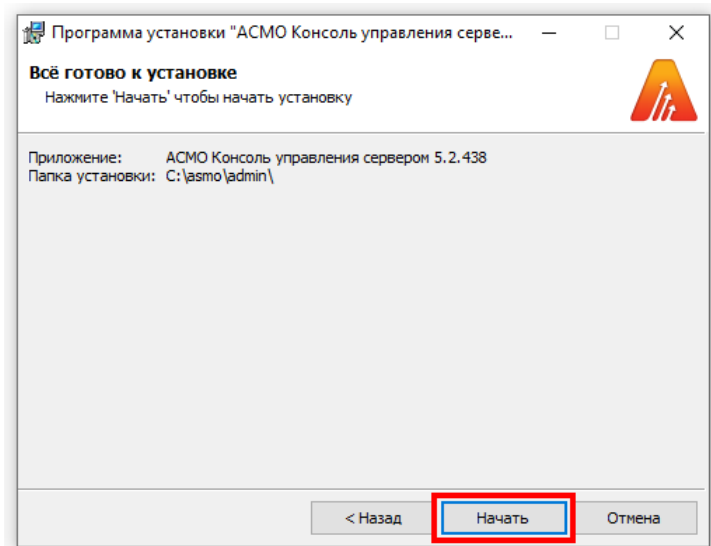 Программа установки "АСМО Консоль управления серве...
Всё готово к установке
Нажмите 'Начать' чтобы начать установку
Приложение: АСМО Консоль управления сервером 5.2.438
Папка установки: C:\asmo\admin\
< Назад Начать Отмена